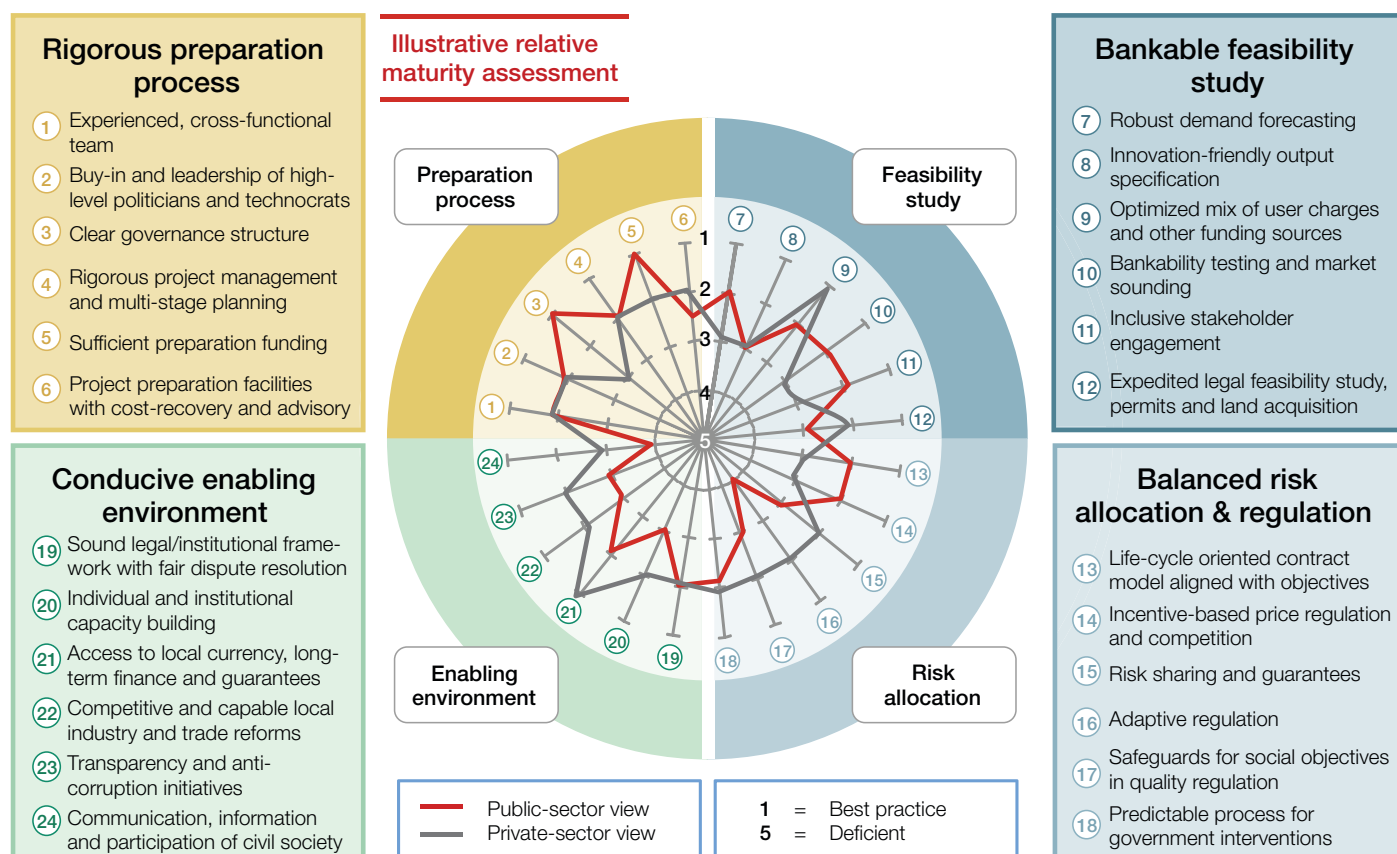 Rigorous preparation
process
1 Experienced, cross-functional
team
2 Buy-in and leadership of high-
level politicians and technocrats
3 Clear governance structure
4 Rigorous project management
and multi-stage planning
5 Sufficient preparation funding
6 Project preparation facilities
with cost-recovery and advisory
Illustrative relative
maturity assessment
Bankable feasibility
study
7 Robust demand forecasting
8 Innovation-friendly output
specification
9 Optimized mix of user charges
and other funding sources
10 Bankability testing and market
sounding
11 Inclusive stakeholder
engagement
12 Expedited legal feasibility study,
permits and land acquisition
Preparation
process
Feasibility
study
6
7
5
8
4
9
3
10
2
11
1
12
24
13
23
14
22
15
21
16
20
17
19
18
1
2
3
4
5
Enabling
environment
Risk
allocation
Conducive enabling
environment
19 Sound legal/institutional frame-
work with fair dispute resolution
20 Individual and institutional
capacity building
21 Access to local currency, long-
term finance and guarantees
22 Competitive and capable local
industry and trade reforms
23 Transparency and anti-
corruption initiatives
24 Communication, information
and participation of civil society
Balanced risk
allocation & regulation
13 Life-cycle oriented contract
model aligned with objectives
14 Incentive-based price regulation
and competition
15 Risk sharing and guarantees
16 Adaptive regulation
17 Safeguards for social objectives
in quality regulation
18 Predictable process for
government interventions
Public-sector view
Private-sector view
1 = Best practice
5 = Deficient